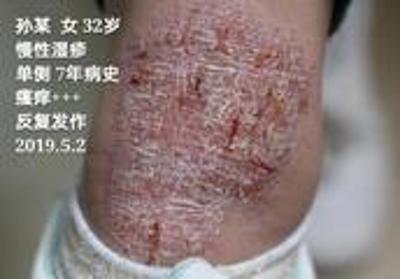 孙某 女 32岁
慢性湿疹
单侧 7年病史
瘙痒+++
反复发作
2019.5.2